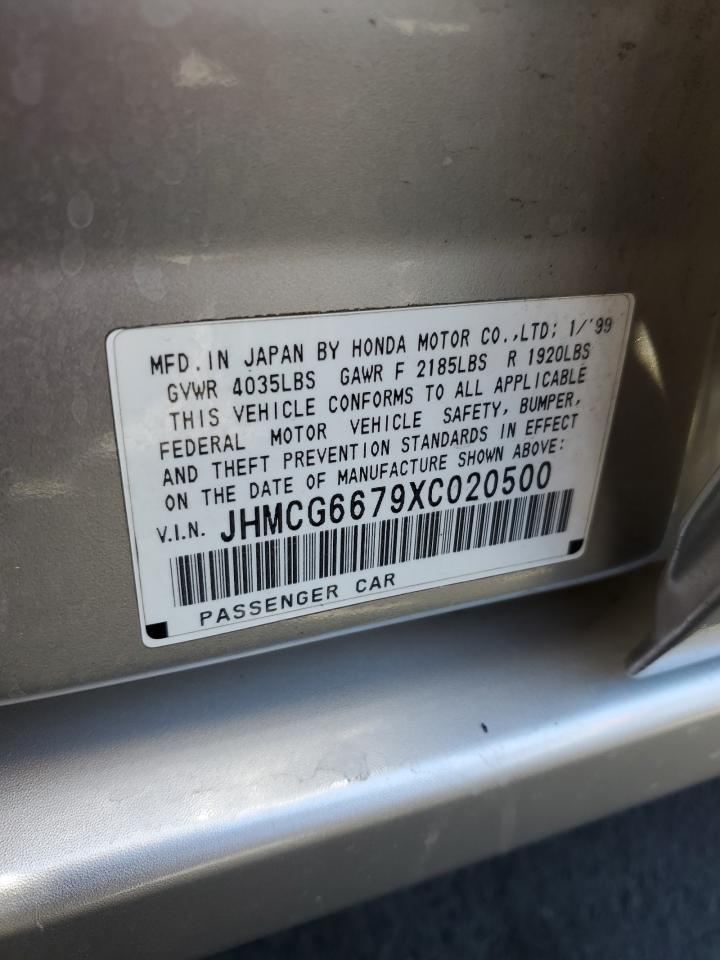 MFD. IN JAPAN BY HONDA MOTOR CO.,LTD; 1/'99
GVWR 4035LBS GAWR F 2185LBS R 1920LBS
THIS VEHICLE CONFORMS TO ALL APPLICABLE
FEDERAL MOTOR VEHICLE SAFETY, BUMPER,
AND THEFT PREVENTION STANDARDS IN EFFECT
ON THE DATE OF MANUFACTURE SHOWN ABOVE:
V.I.N. JHMCG6679XC020500
PASSENGER CAR